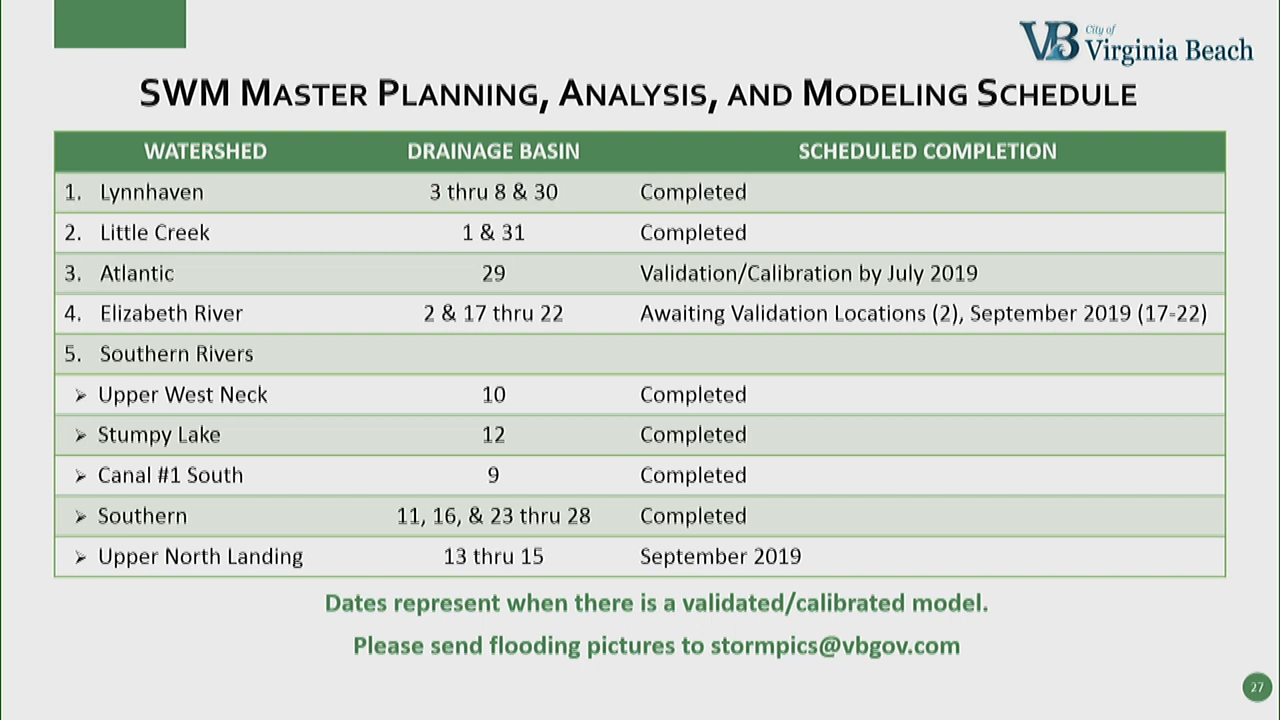 VB City of Virginia Beach
SWM MASTER PLANNING, ANALYSIS, AND MODELING SCHEDULE
WATERSHED DRAINAGE BASIN SCHEDULED COMPLETION
1. Lynnhaven 3 thru 8 & 30 Completed
2. Little Creek 1 & 31 Completed
3. Atlantic 29 Validation/Calibration by July 2019
4. Elizabeth River 2 & 17 thru 22 Awaiting Validation Locations (2), September 2019 (17-22)
5. Southern Rivers
➢ Upper West Neck 10 Completed
➢ Stumpy Lake 12 Completed
➢ Canal #1 South 9 Completed
➢ Southern 11, 16, & 23 thru 28 Completed
➢ Upper North Landing 13 thru 15 September 2019
Dates represent when there is a validated/calibrated model.
Please send flooding pictures to stormpics@vbgov.com
27